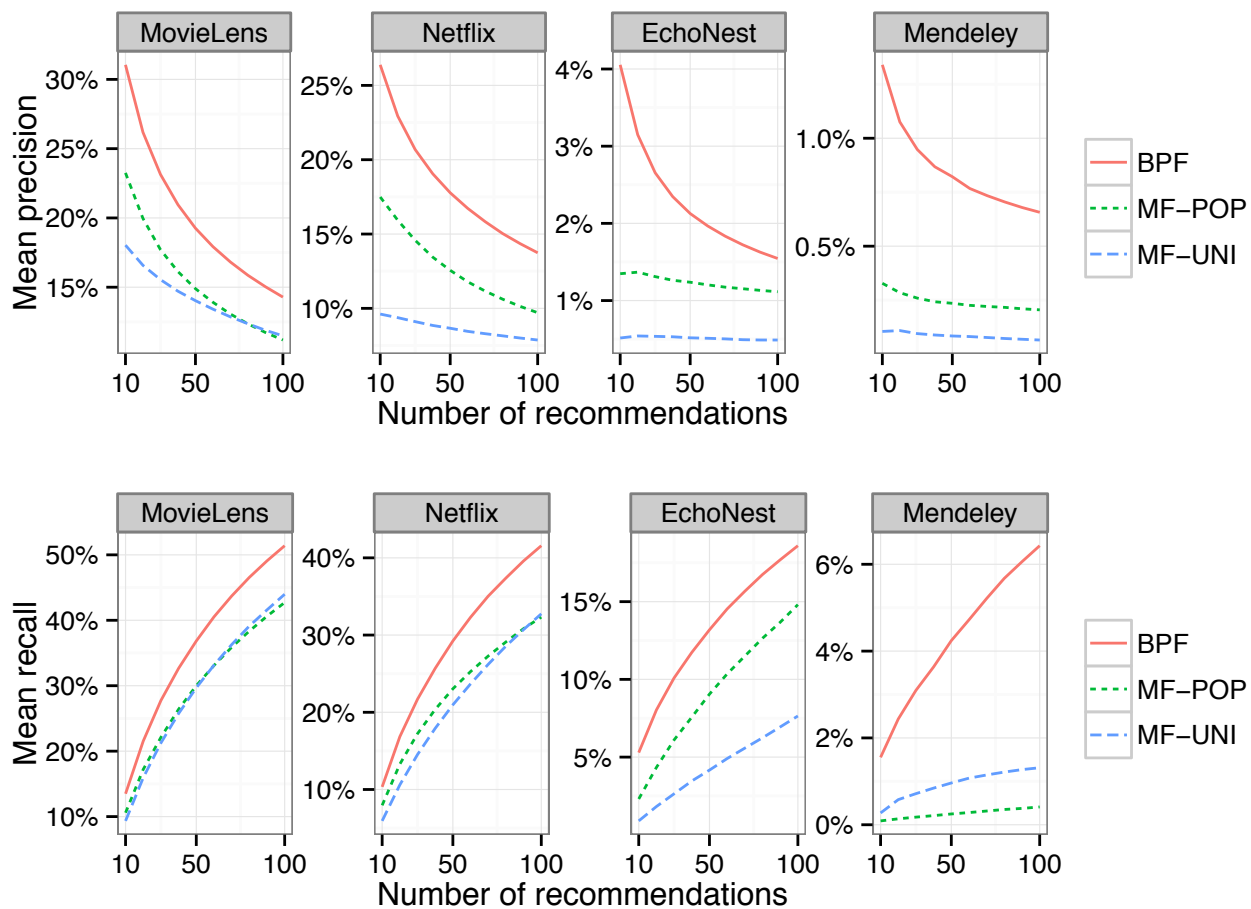 MovieLens Netflix EchoNest Mendeley
Mean precision
30%
25%
20%
15%
25%
20%
15%
10%
4%
3%
2%
1%
1.0%
0.5%
10 50 100 10 50 100 10 50 100 10 50 100
Number of recommendations
BPF
MF-POP
MF-UNI
MovieLens Netflix EchoNest Mendeley
Mean recall
50%
40%
30%
20%
10%
40%
30%
20%
10%
15%
10%
5%
6%
4%
2%
0%
10 50 100 10 50 100 10 50 100 10 50 100
Number of recommendations
BPF
MF-POP
MF-UNI